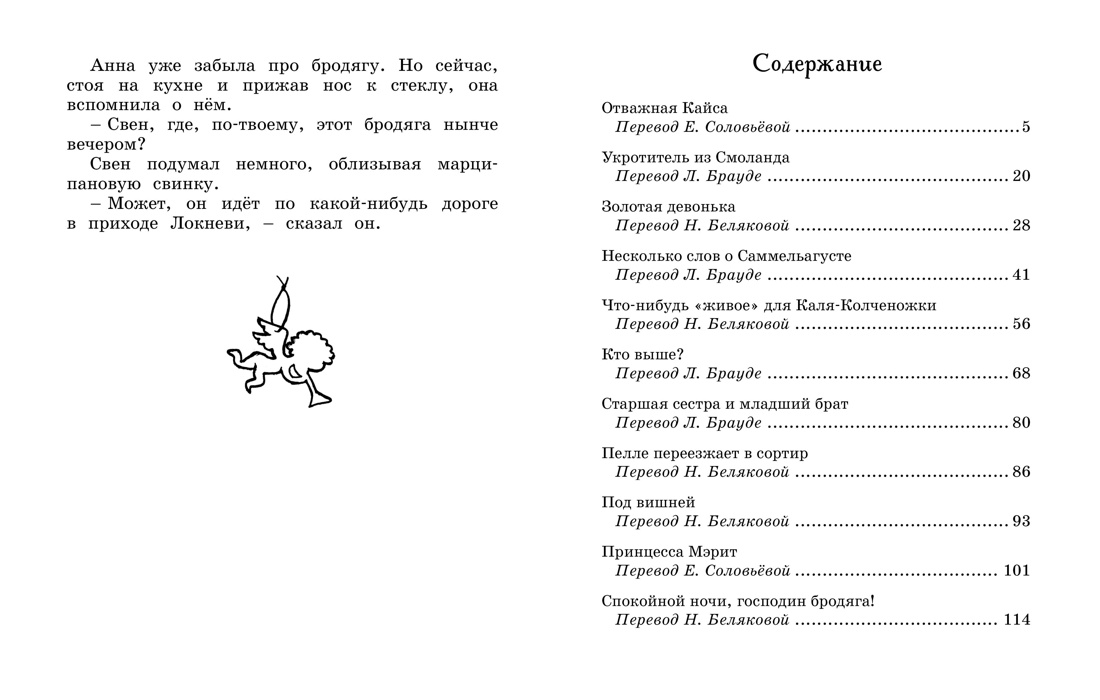 Анна уже забыла про бродягу. Но сейчас,
стоя на кухне и прижав нос к стеклу, она
вспомнила о нём.
– Свен, где, по-твоему, этот бродяга нынче
вечером?
Свен подумал немного, облизывая марци-
пановую свинку.
– Может, он идёт по какой-нибудь дороге
в приходе Локневи, – сказал он.
Содержание
Отважная Кайса
Перевод Е. Соловьёвой ........................................5
Укротитель из Смоланда
Перевод Л. Брауде ............................................. 20
Золотая девонька
Перевод Н. Беляковой ........................................ 28
Несколько слов о Саммельагусте
Перевод Л. Брауде ............................................. 41
Что-нибудь «живое» для Каля-Колченожки
Перевод Н. Беляковой ........................................ 56
Кто выше?
Перевод Л. Брауде ............................................. 68
Старшая сестра и младший брат
Перевод Л. Брауде ............................................. 80
Пелле переезжает в сортир
Перевод Н. Беляковой ........................................ 86
Под вишней
Перевод Н. Беляковой ........................................ 93
Принцесса Мэрит
Перевод Е. Соловьёвой ...................................... 101
Спокойной ночи, господин бродяга!
Перевод Н. Беляковой ...................................... 114